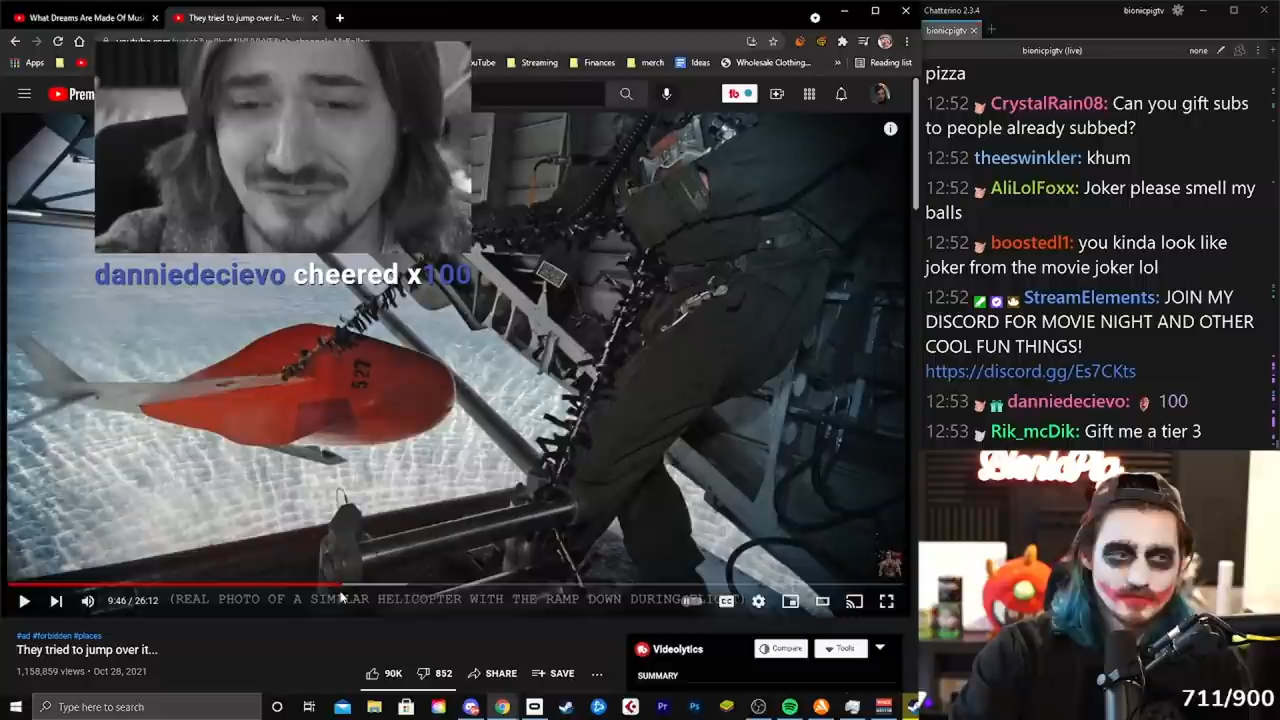 What Dreams Are Made Of Mus
They tried to jump over it... - You
Chatterino 2.3.4
bionicpigtv
bionicpigtv
bionicpigtv (live)
none
Apps
YouTube
Streaming
Finances
merch
Ideas
Wholesale Clothing...
Reading list
Prem
danniedecievo cheered x100
527
9:46 / 26:12
(REAL PHOTO OF A SIMILAR HELICOPTER WITH THE RAMP DOWN DURING FLIGHT)
#ad #forbidden #places
They tried to jump over it...
1,158,859 views • Oct 28, 2021
90K
852
SHARE
SAVE
Videolytics
Compare
Tools
SUMMARY
Type here to search
pizza
12:52 CrystalRain08: Can you gift subs
to people already subbed?
12:52 theeswinkler: khum
12:52 AliLolFoxx: Joker please smell my
balls
12:52 boostedl1: you kinda look like
joker from the movie joker lol
12:52 StreamElements: JOIN MY
DISCORD FOR MOVIE NIGHT AND OTHER
COOL FUN THINGS!
https://discord.gg/Es7CKts
12:53 danniedecievo: 100
12:53 Rik_mcDik: Gift me a tier 3
BionicPig
711/900